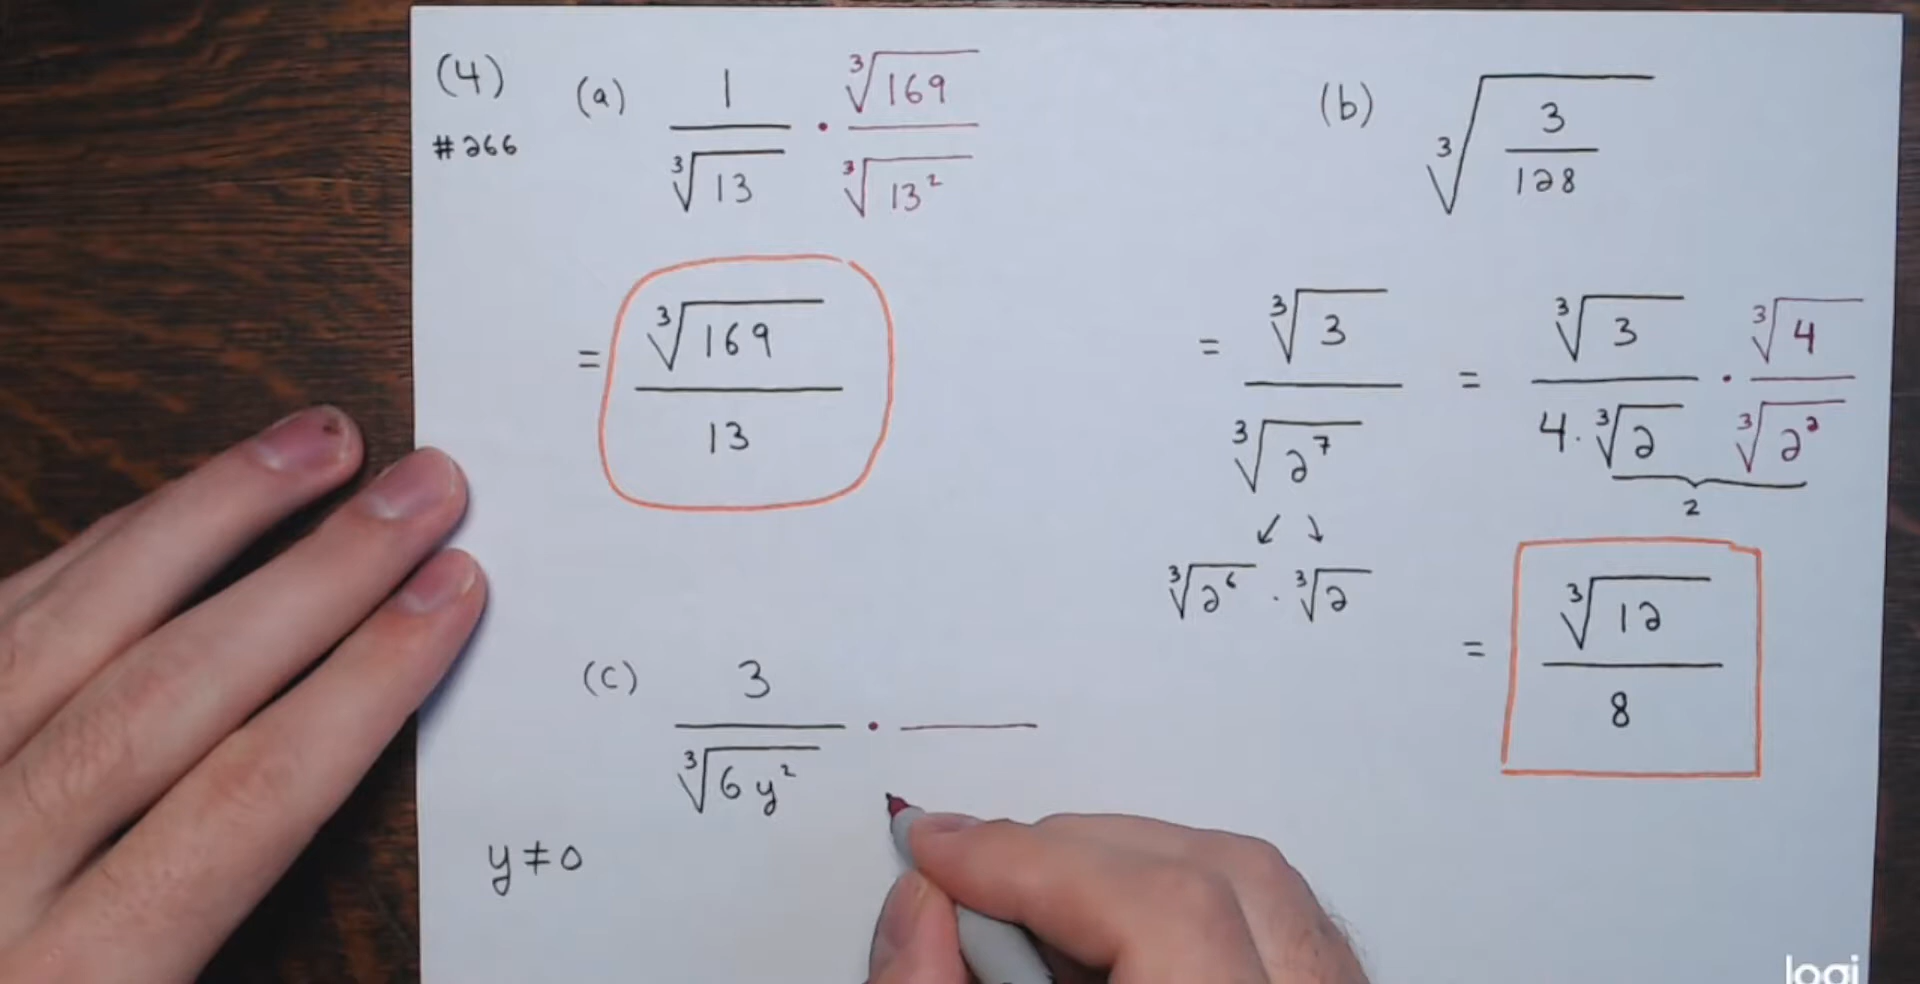 (4)
#266
(a) 1/∛13 · ∛169/∛13²
= ∛169/13
(b) ∛(3/128)
= ∛3/∛2⁷ = ∛3/(4·∛2) · ∛4/∛2²
2
↙ ↘
∛2⁶ · ∛2
= ∛12/8
(c) 3/∛6y² ·
y≠0
logi